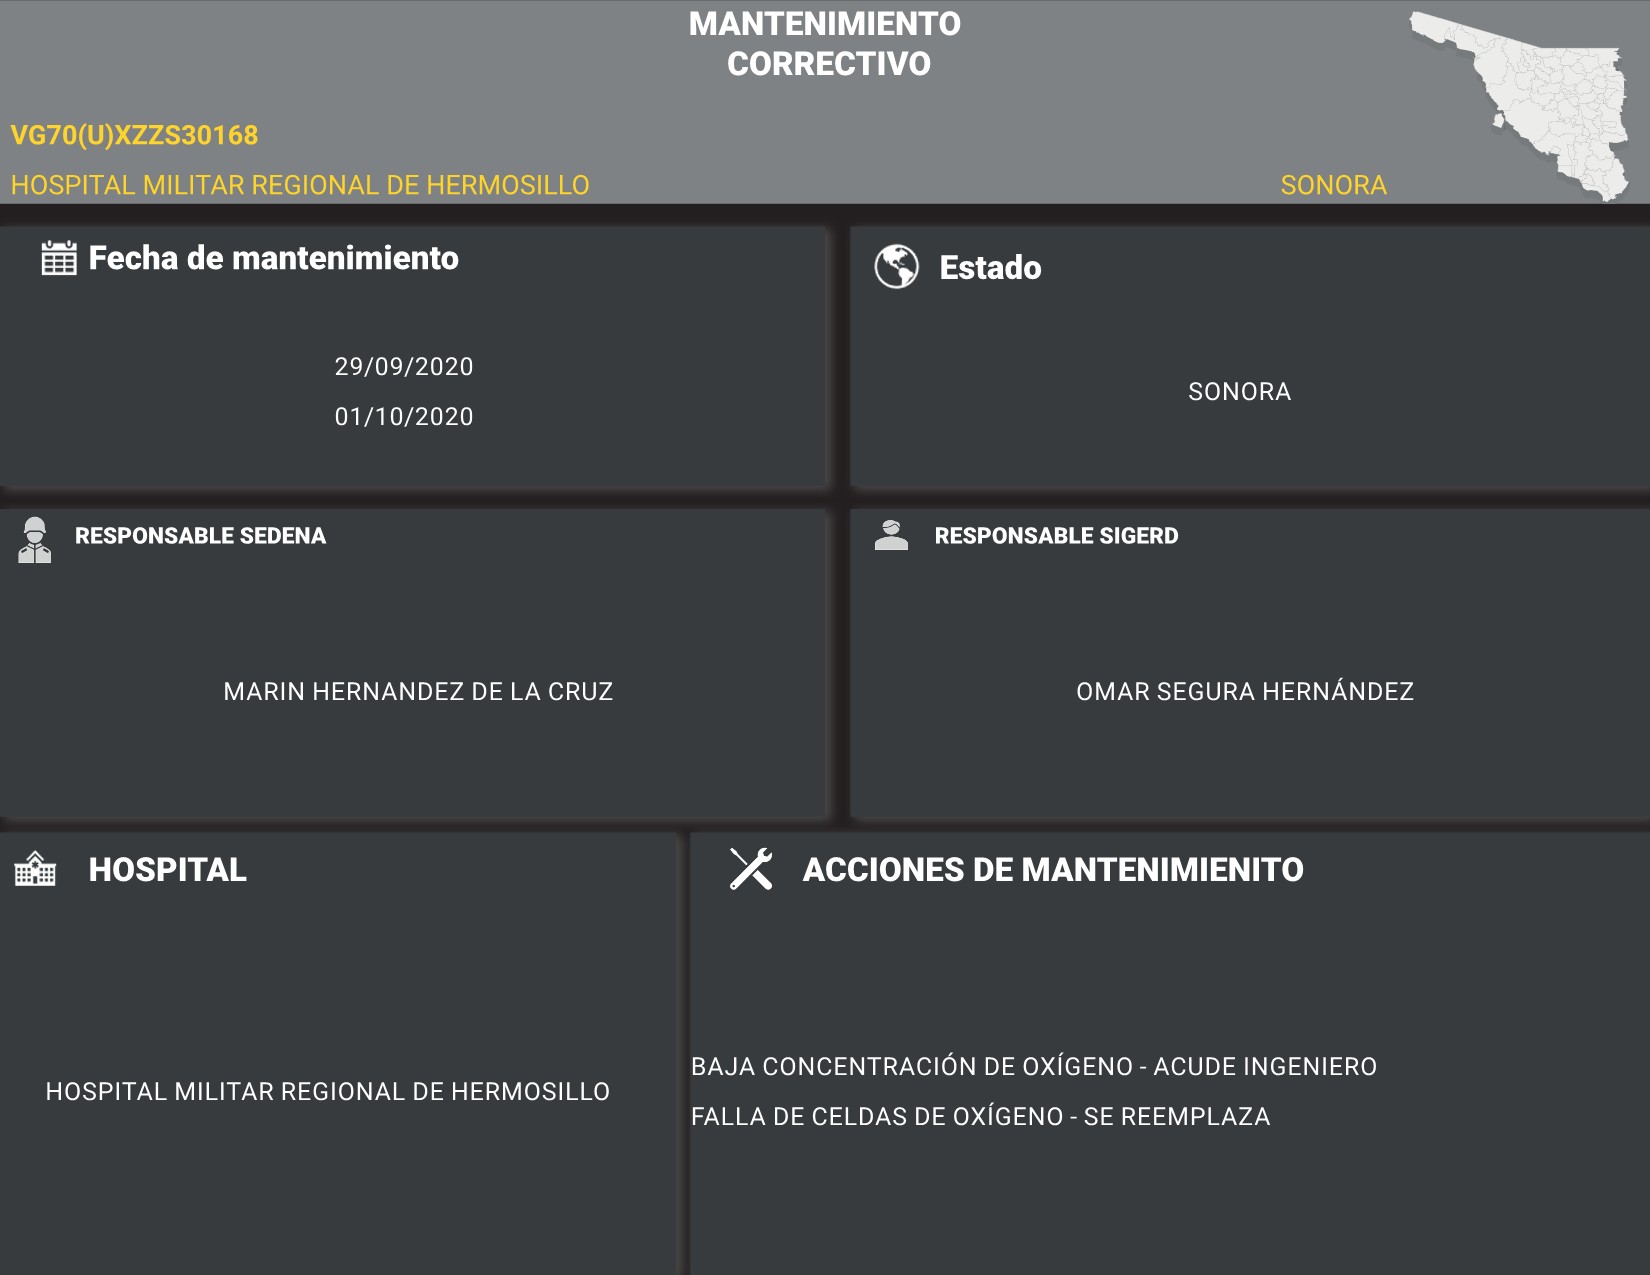 MANTENIMIENTO
CORRECTIVO
VG70(U)XZZS30168
HOSPITAL MILITAR REGIONAL DE HERMOSILLO
SONORA
Fecha de mantenimiento
29/09/2020
01/10/2020
Estado
SONORA
RESPONSABLE SEDENA
MARIN HERNANDEZ DE LA CRUZ
RESPONSABLE SIGERD
OMAR SEGURA HERNÁNDEZ
HOSPITAL
HOSPITAL MILITAR REGIONAL DE HERMOSILLO
ACCIONES DE MANTENIMIENITO
BAJA CONCENTRACIÓN DE OXÍGENO - ACUDE INGENIERO
FALLA DE CELDAS DE OXÍGENO - SE REEMPLAZA